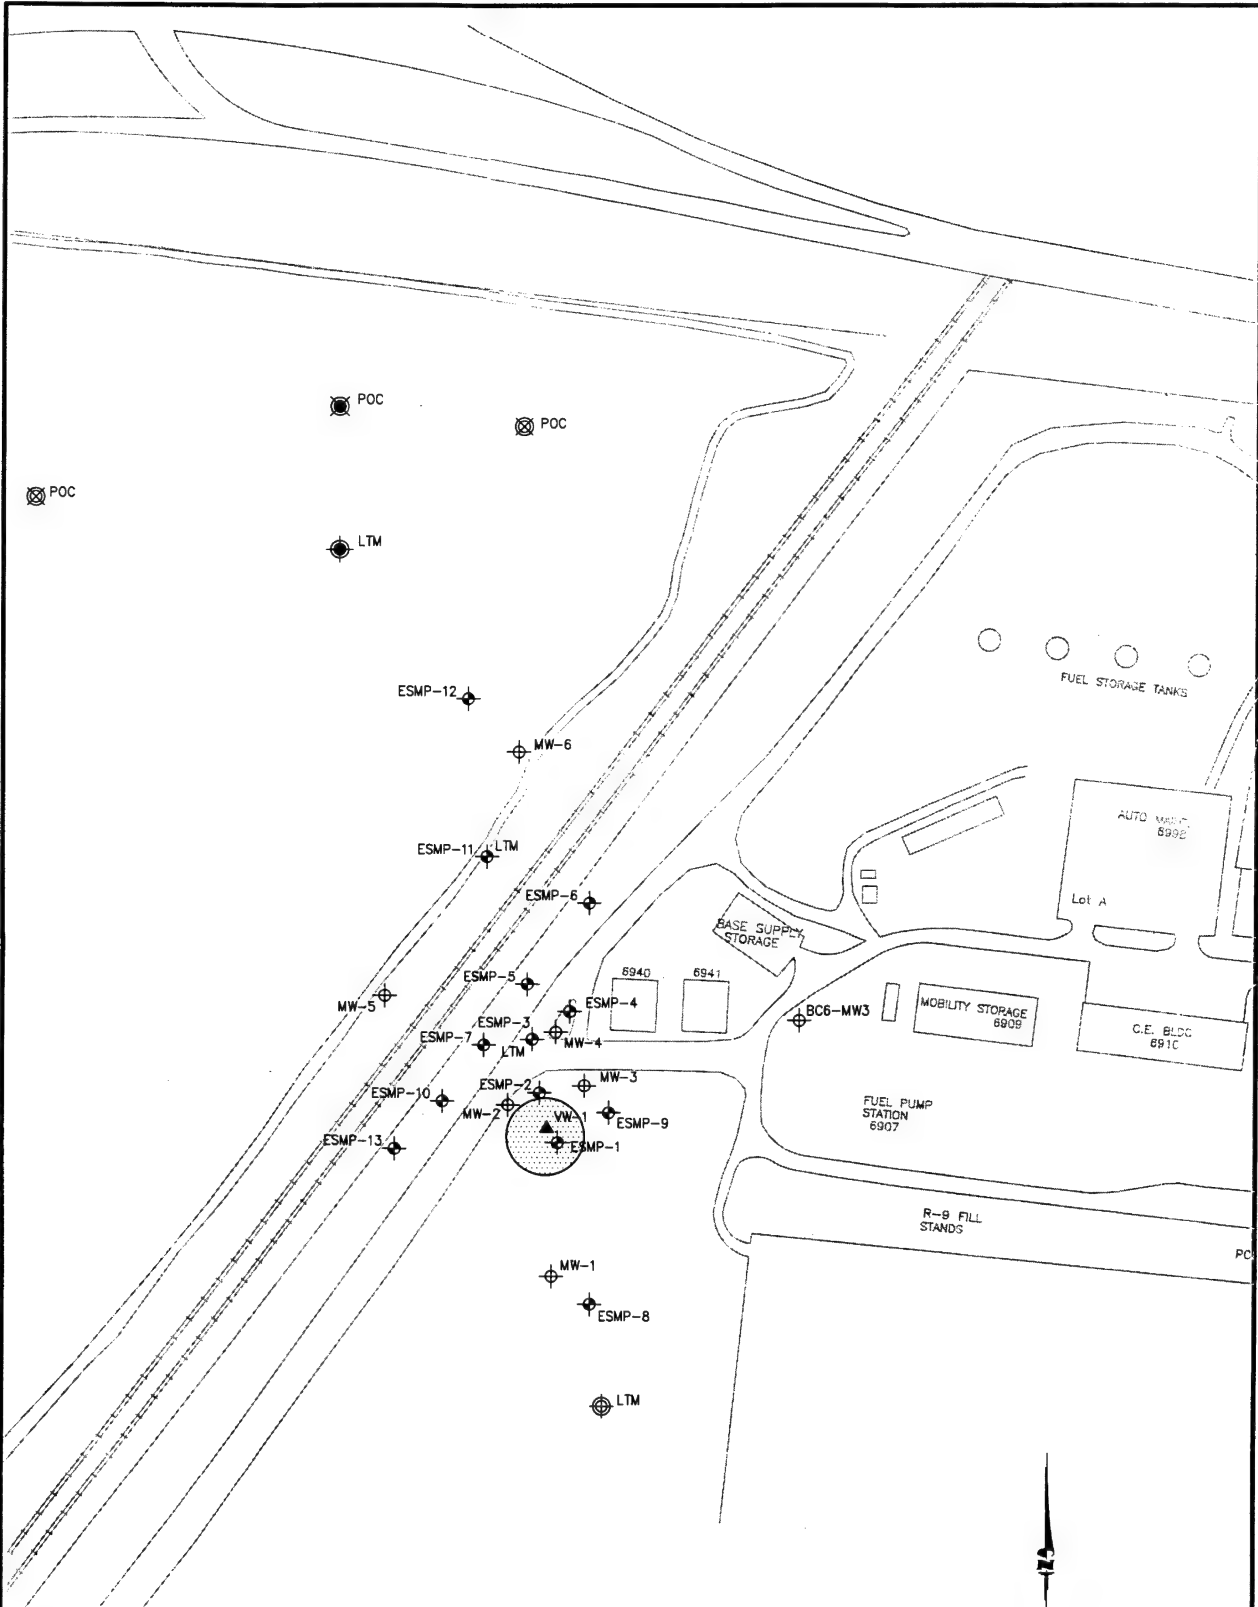 POC
POC
POC
LTM
ESMP-12
MW-6
FUEL STORAGE TANKS
AUTO
6998
ESMP-11
LTM
ESMP-6
Lot A
BASE SUPPLY
STORAGE
ESMP-5
6940
6941
MW-5
ESMP-4
ESMP-3
BC6-MW3
MOBILITY STORAGE
6909
C.E. BLDG
6910
ESMP-7
LTM
MW-4
ESMP-2
MW-3
ESMP-10
MW-2
VW-1
ESMP-9
FUEL PUMP
STATION
6907
ESMP-13
ESMP-1
R-9 FILL
STANDS
PC
MW-1
ESMP-8
LTM
N